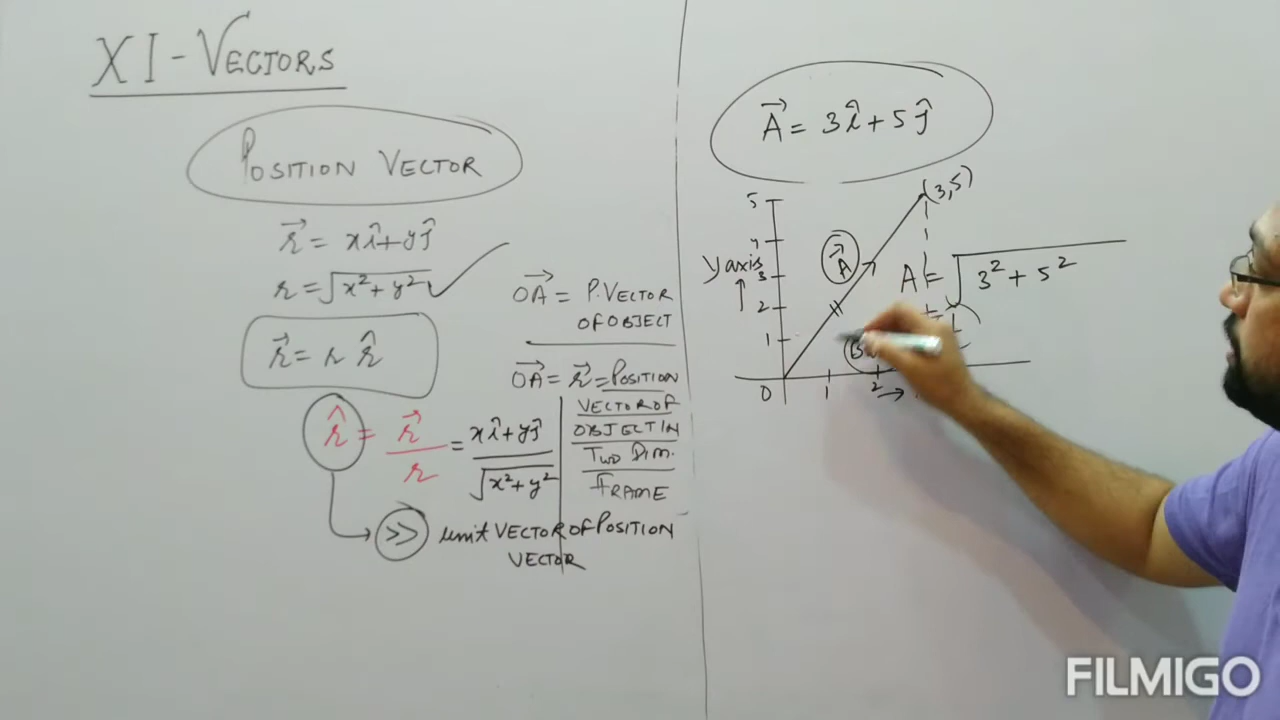 XI - VECTORS
POSITION VECTOR
r⃗ = xî + yĵ
r = √x² + y²
r⃗ = r r̂
r̂ = r⃗ / r = xî + yĵ / √x² + y²
>> unit VECTOR OF POSITION
VECTOR
OA⃗ = P. VECTOR
OF OBJECT
OA⃗ = r⃗ = POSITION
VECTOR OF
OBJECT IN
TWO DIM.
FRAME
A⃗ = 3î + 5ĵ
5
4
3
2
1
0
1
2
y axis
(3,5)
A⃗
A = √3² + 5²
=
FILMIGO